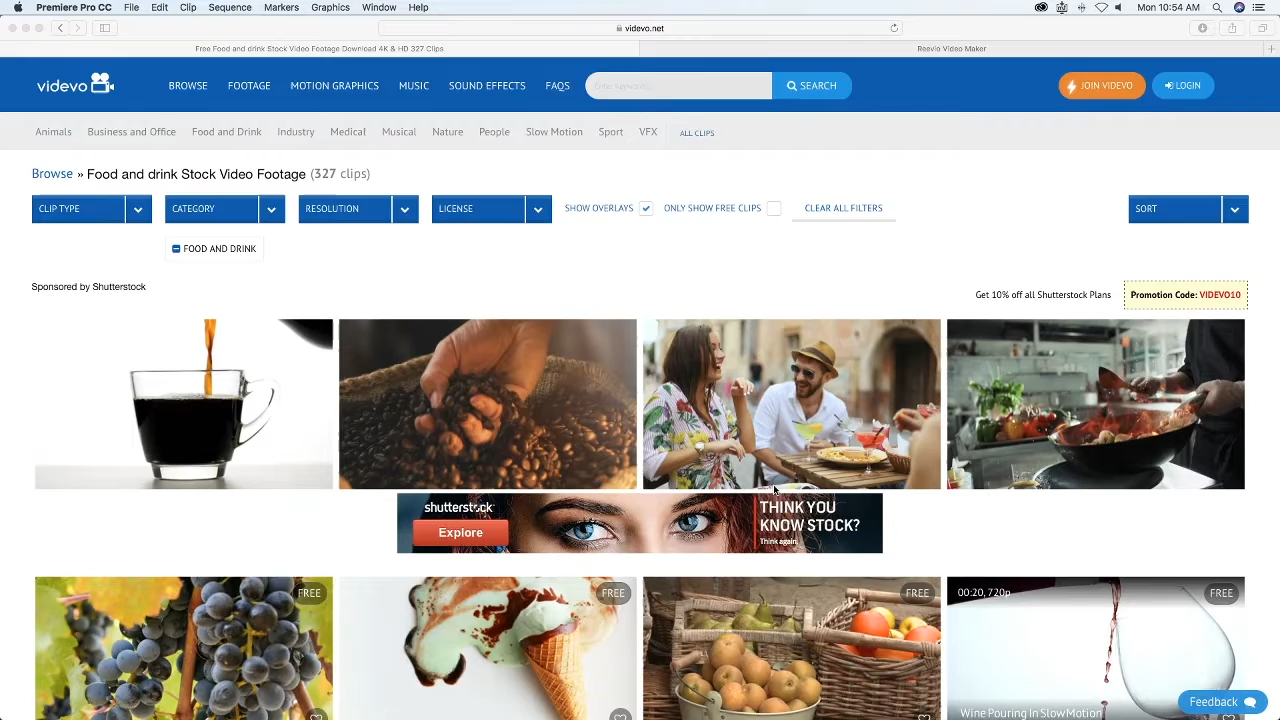 Premiere Pro CC File Edit Clip Sequence Markers Graphics Window Help Mon 10:54 AM
videvo.net
Free Food and drink Stock Video Footage Download 4K & HD 327 Clips Reevio Video Maker
videvo BROWSE FOOTAGE MOTION GRAPHICS MUSIC SOUND EFFECTS FAQS SEARCH JOIN VIDEVO LOGIN
Animals Business and Office Food and Drink Industry Medical Musical Nature People Slow Motion Sport VFX ALL CLIPS
Browse » Food and drink Stock Video Footage (327 clips)
CLIP TYPE CATEGORY RESOLUTION LICENSE SHOW OVERLAYS ONLY SHOW FREE CLIPS CLEAR ALL FILTERS SORT
FOOD AND DRINK
Sponsored by Shutterstock
Get 10% off all Shutterstock Plans Promotion Code: VIDEVO10
shutterstock THINK YOU
KNOW STOCK?
Explore
Think again.
FREE FREE FREE 00:20, 720p FREE
Wine Pouring In Slow Motion
Feedback